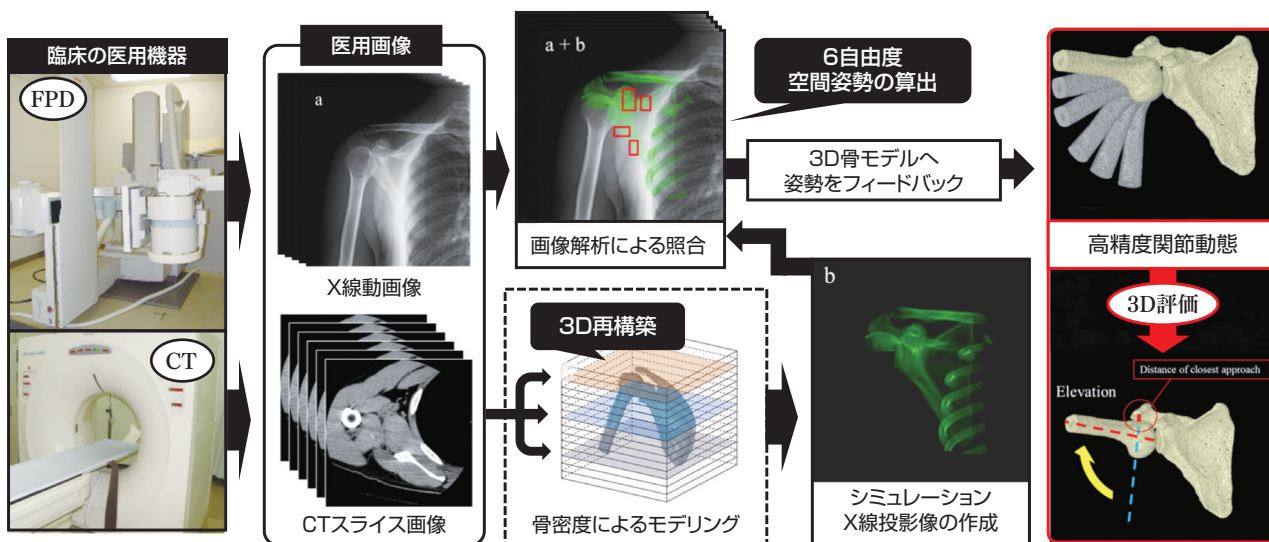 臨床の医用機器
FPD
CT
医用画像
a
X線動画像
CTスライス画像
a + b
画像解析による照合
6自由度
空間姿勢の算出
3D骨モデルへ
姿勢をフィードバック
3D再構築
骨密度によるモデリング
b
シミュレーション
X線投影像の作成
高精度関節動態
3D評価
Distance of closest approach
Elevation